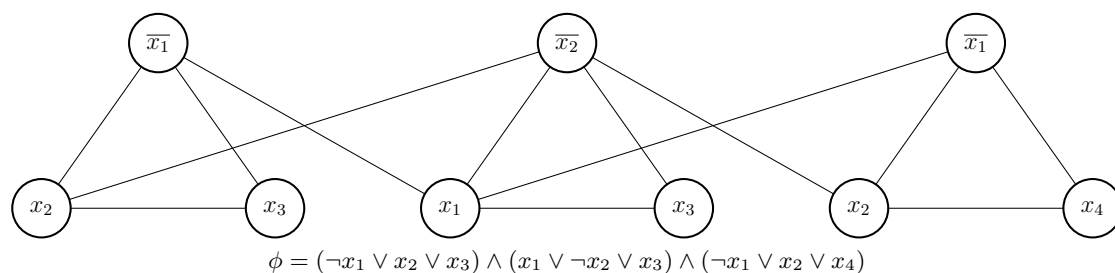 x̅₁ x̅₂ x̅₁
x₂ x₃ x₁ x₃ x₂ x₄
ϕ = (¬x₁ ∨ x₂ ∨ x₃) ∧ (x₁ ∨ ¬x₂ ∨ x₃) ∧ (¬x₁ ∨ x₂ ∨ x₄)